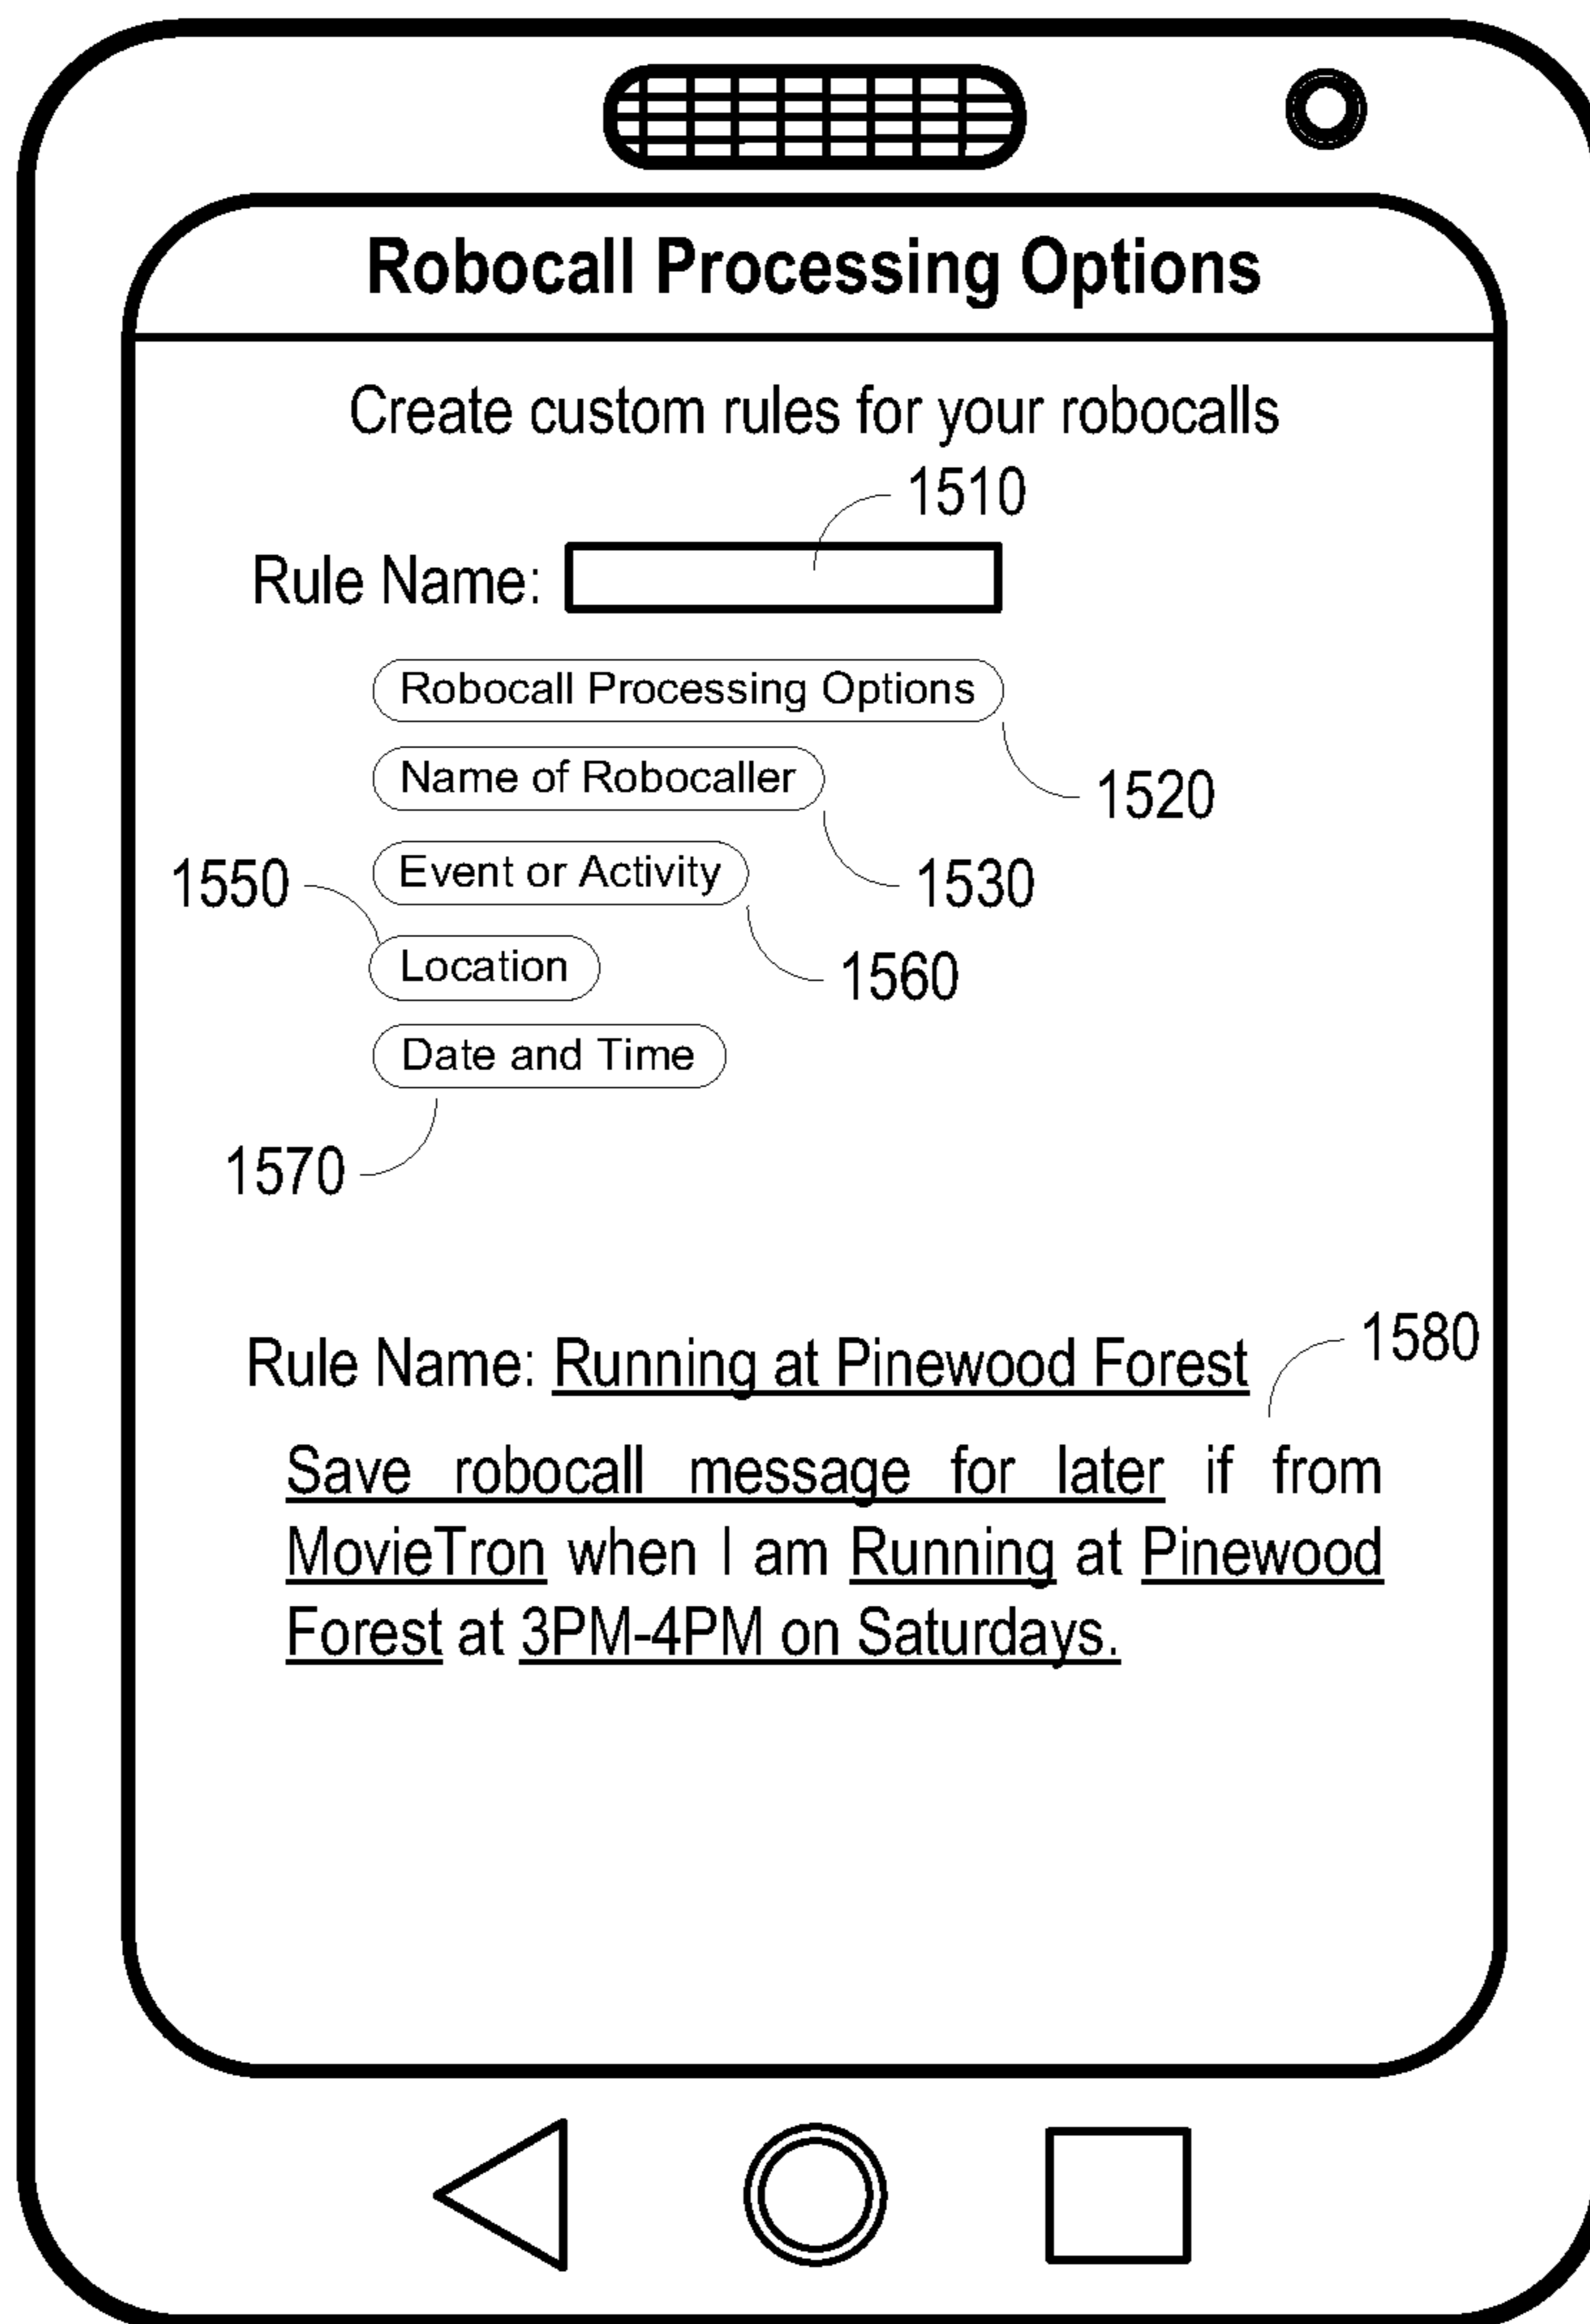 Robocall Processing Options
Create custom rules for your robocalls
1510
Rule Name:
Robocall Processing Options
1520
Name of Robocaller
1530
1550
Event or Activity
1560
Location
Date and Time
1570
1580
Rule Name: Running at Pinewood Forest
Save robocall message for later if from
MovieTron when I am Running at Pinewood
Forest at 3PM-4PM on Saturdays.